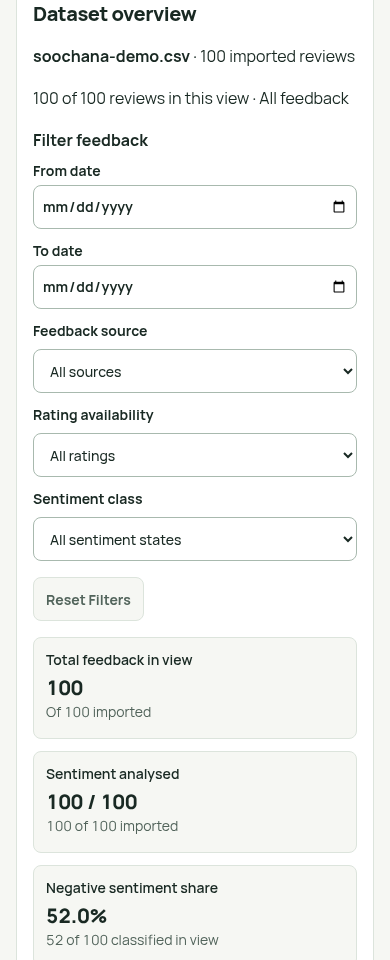 Dataset overview
soochana-demo.csv · 100 imported reviews
100 of 100 reviews in this view · All feedback
Filter feedback
From date
mm/dd/yyyy
To date
mm/dd/yyyy
Feedback source
All sources
Rating availability
All ratings
Sentiment class
All sentiment states
Reset Filters
Total feedback in view
100
Of 100 imported
Sentiment analysed
100 / 100
100 of 100 imported
Negative sentiment share
52.0%
52 of 100 classified in view